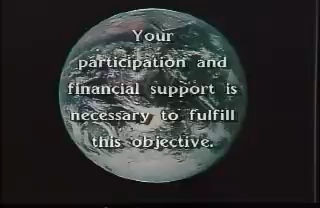 Your
participation and
financial support is
necessary to fulfill
this objective.